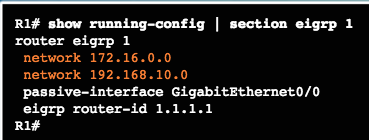 R1# show running-config | section eigrp 1
router eigrp 1
 network 172.16.0.0
 network 192.168.10.0
 passive-interface GigabitEthernet0/0
 eigrp router-id 1.1.1.1
R1#